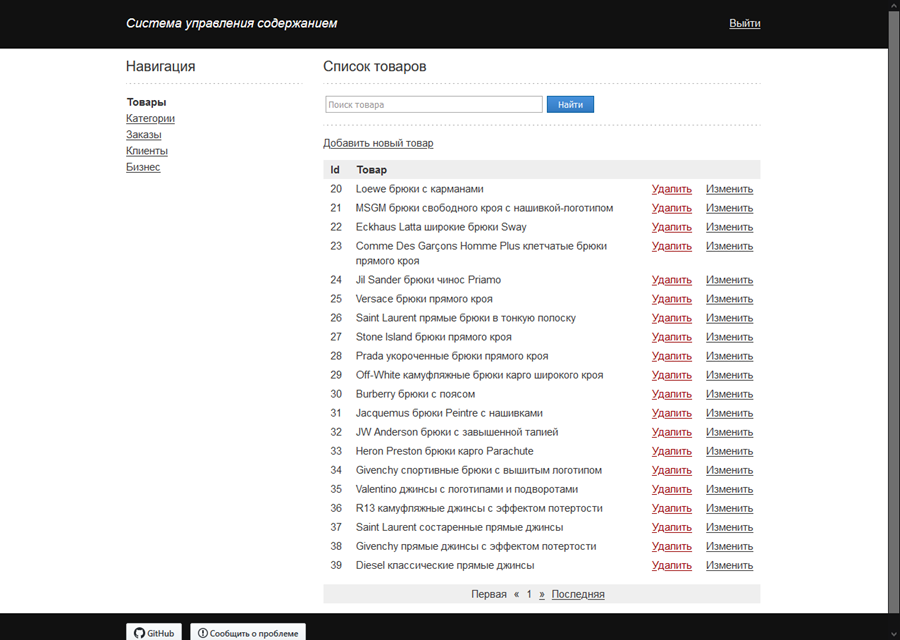 Система управления содержанием
Выйти
Навигация
Товары
Категории
Заказы
Клиенты
Бизнес
Список товаров
Поиск товара
Найти
Добавить новый товар
Id Товар
20 Loewe брюки с карманами Удалить Изменить
21 MSGM брюки свободного кроя с нашивкой-логотипом Удалить Изменить
22 Eckhaus Latta широкие брюки Sway Удалить Изменить
23 Comme Des Garçons Homme Plus клетчатые брюки Удалить Изменить
прямого кроя
24 Jil Sander брюки чинос Priamo Удалить Изменить
25 Versace брюки прямого кроя Удалить Изменить
26 Saint Laurent прямые брюки в тонкую полоску Удалить Изменить
27 Stone Island брюки прямого кроя Удалить Изменить
28 Prada укороченные брюки прямого кроя Удалить Изменить
29 Off-White камуфляжные брюки карго широкого кроя Удалить Изменить
30 Burberry брюки с поясом Удалить Изменить
31 Jacquemus брюки Peintre с нашивками Удалить Изменить
32 JW Anderson брюки с завышенной талией Удалить Изменить
33 Heron Preston брюки карго Parachute Удалить Изменить
34 Givenchy спортивные брюки с вышитым логотипом Удалить Изменить
35 Valentino джинсы с логотипами и подворотами Удалить Изменить
36 R13 камуфляжные джинсы с эффектом потертости Удалить Изменить
37 Saint Laurent состаренные прямые джинсы Удалить Изменить
38 Givenchy прямые джинсы с эффектом потертости Удалить Изменить
39 Diesel классические прямые джинсы Удалить Изменить
Первая « 1 » Последняя
GitHub
Сообщить о проблеме